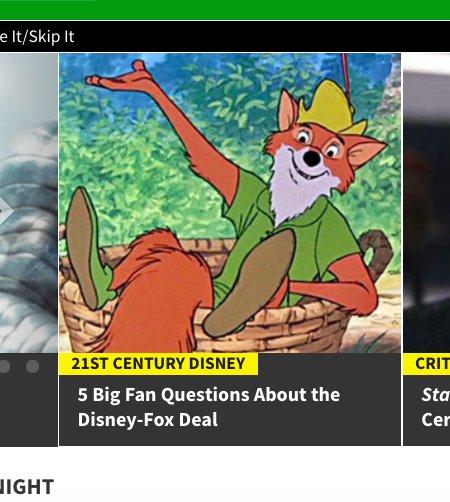 e It/Skip It
21ST CENTURY DISNEY
5 Big Fan Questions About the
Disney-Fox Deal
CRIT
Sta
Cer
NIGHT